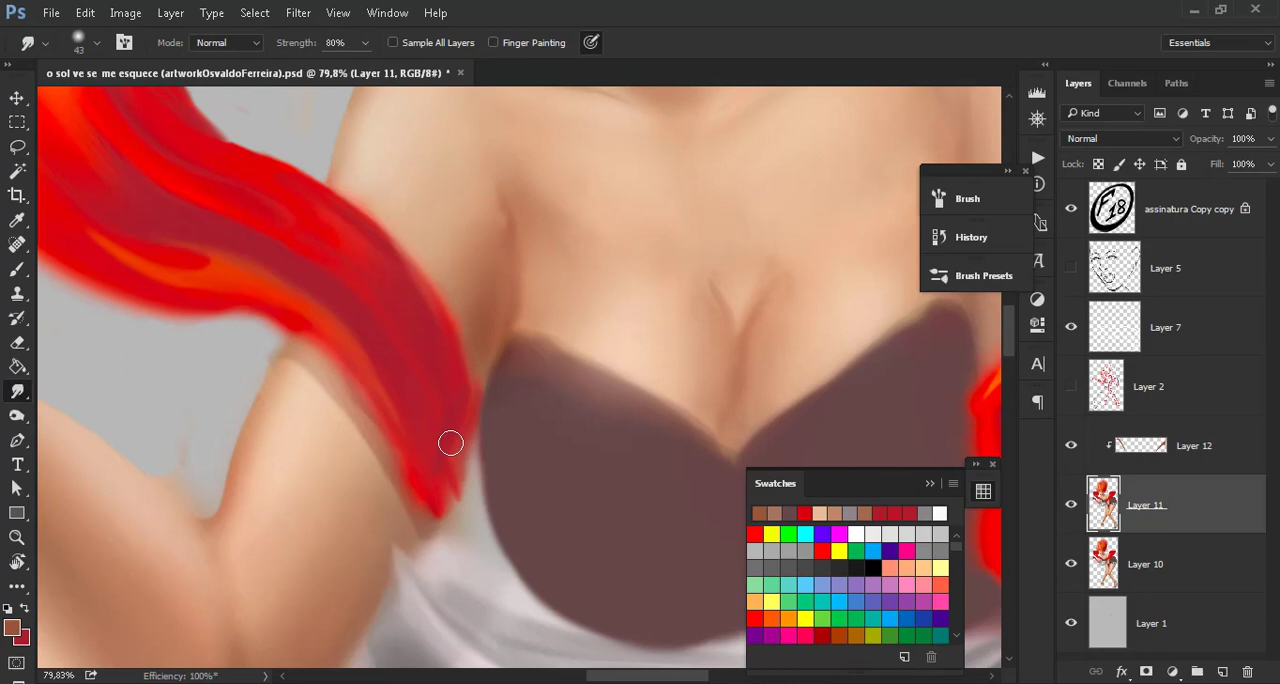 Ps File Edit Image Layer Type Select Filter View Window Help
43 Mode: Normal Strength: 80% Sample All Layers Finger Painting Essentials
o sol ve se me esquece (artworkOsvaldoFerreira).psd @ 79,8% (Layer 11, RGB/8#) * ×
Layers Channels Paths
Kind
Normal Opacity: 100%
Lock: Fill: 100%
Brush
History
Brush Presets
F18 assinatura Copy copy
Layer 5
Layer 7
Layer 2
Layer 12
Layer 11
Layer 10
Layer 1
Swatches
79,83% Efficiency: 100%*